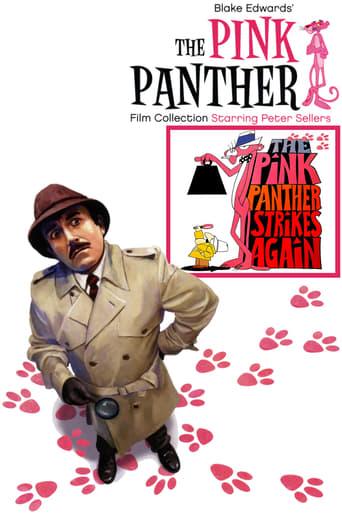 Blake Edwards'
THE PINK
PANTHER
Film Collection Starring Peter Sellers
THE
PINK
PANTHER
STRIKES
AGAIN